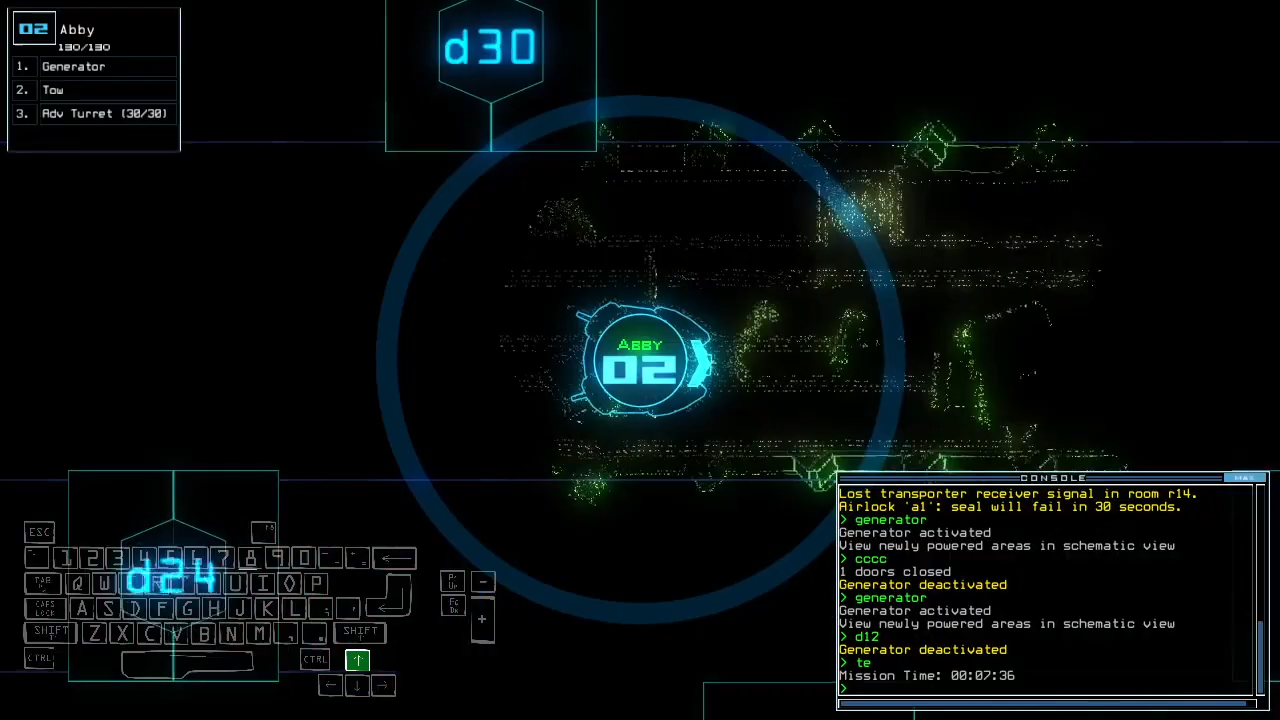 02 Abby
130/130
1. Generator
2. Tow
3. Adv Turret (30/30)
d30
ABBY
02
d24
CONSOLE
MAX
Lost transporter receiver signal in room r14.
Airlock 'a1': seal will fail in 30 seconds.
> generator
Generator activated
View newly powered areas in schematic view
> cccc
1 doors closed
Generator deactivated
> generator
Generator activated
View newly powered areas in schematic view
> d12
Generator deactivated
> te
Mission Time: 00:07:36
>
ESC
1 2 3 4 5 6 7 8 9 0
TAB Q W U I O P
CAPS LOCK A S D F G H J K L
SHIFT Z X C V B N M , . SHIFT
CTRL CTRL